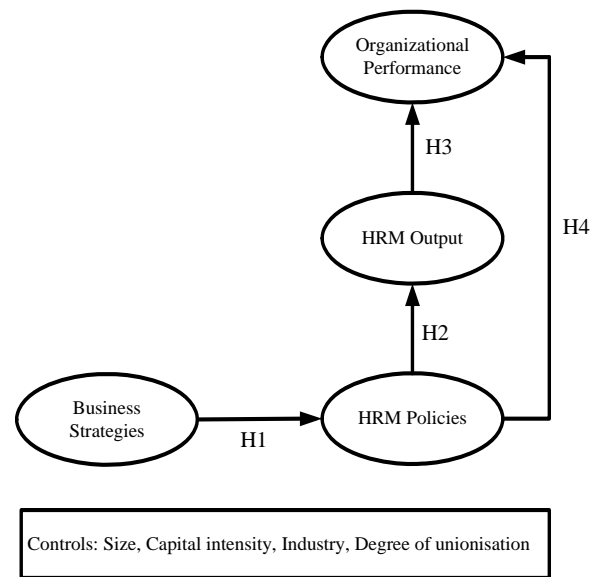 Organizational
Performance
H3
HRM Output
H4
H2
Business
Strategies
H1
HRM Policies
Controls: Size, Capital intensity, Industry, Degree of unionisation